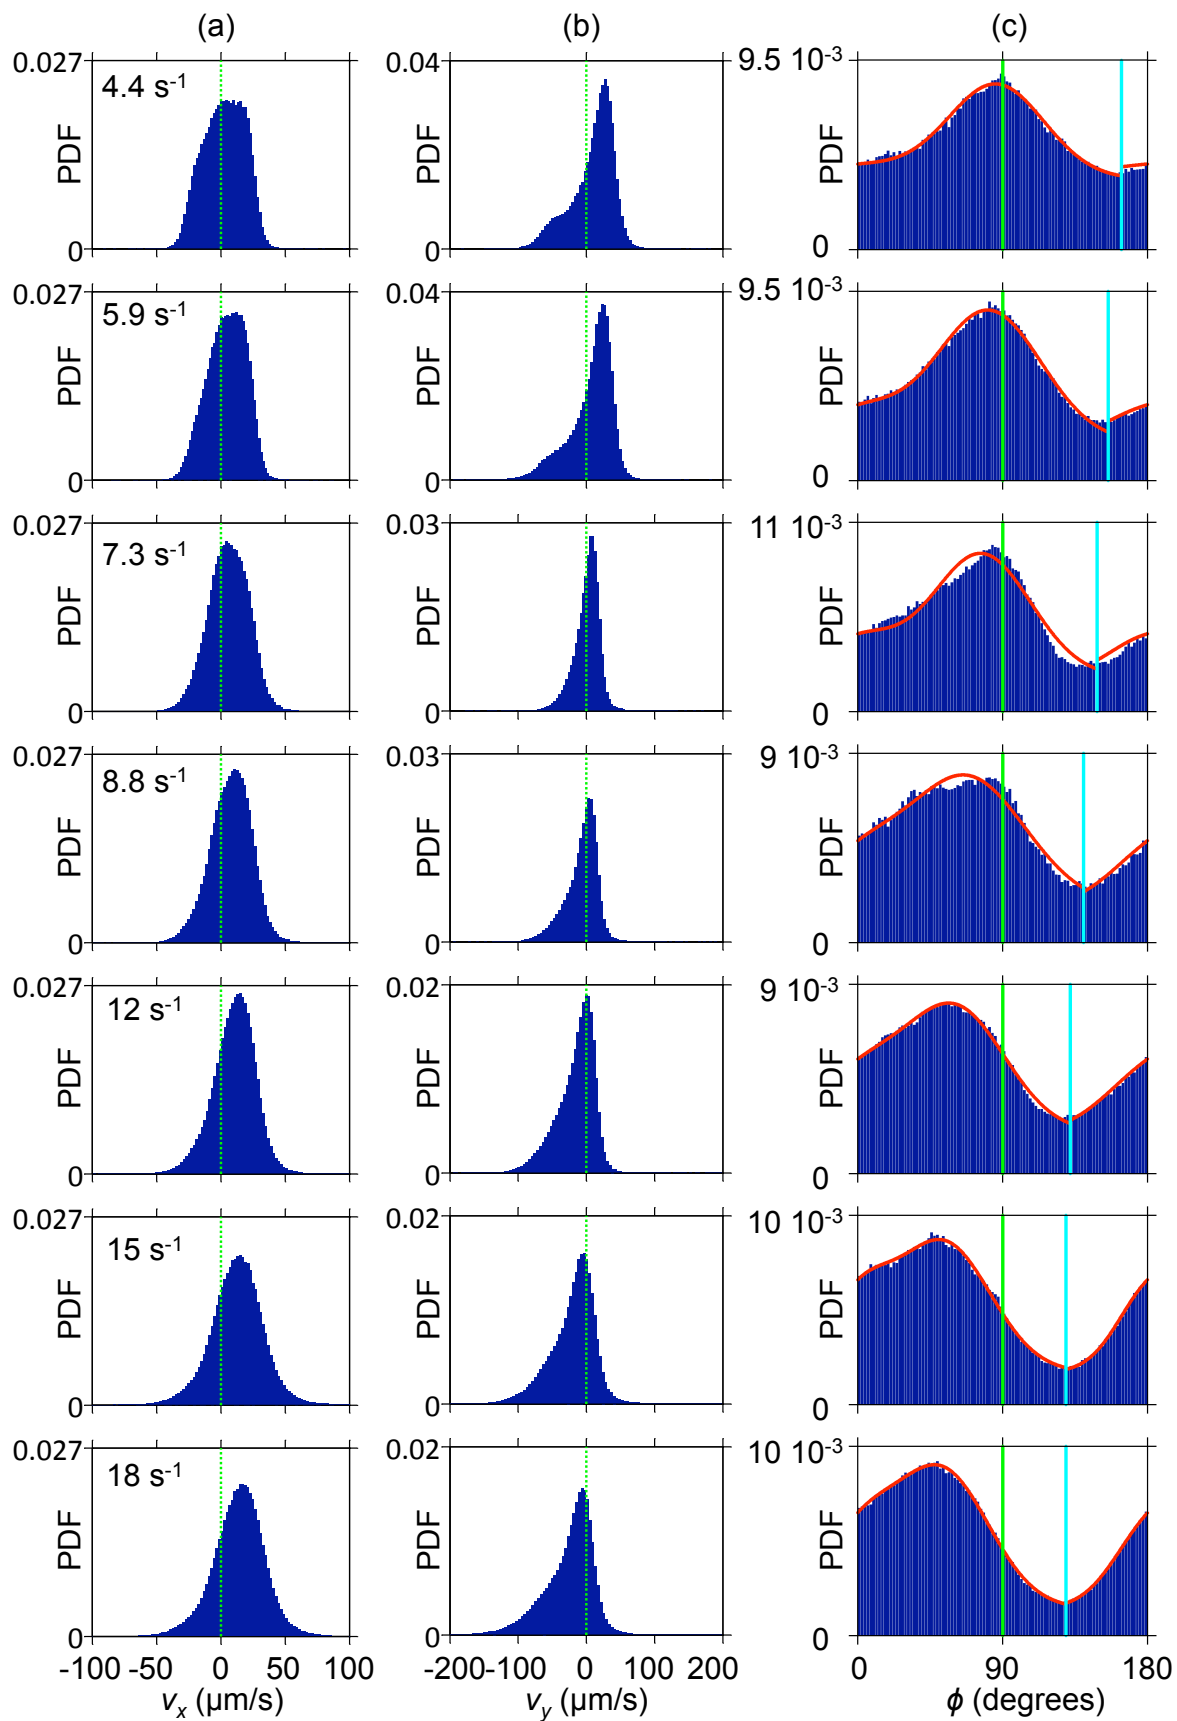 (a) (b) (c)
0.027 0.04 9.5 10-3
4.4 s-1
PDF PDF PDF
0 0 0
0.027 0.04 9.5 10-3
5.9 s-1
PDF PDF PDF
0 0 0
0.027 0.03 11 10-3
7.3 s-1
PDF PDF PDF
0 0 0
0.027 0.03 9 10-3
8.8 s-1
PDF PDF PDF
0 0 0
0.027 0.02 9 10-3
12 s-1
PDF PDF PDF
0 0 0
0.027 0.02 10 10-3
15 s-1
PDF PDF PDF
0 0 0
0.027 0.02 10 10-3
18 s-1
PDF PDF PDF
0 0 0
-100 -50 0 50 100 -200 -100 0 100 200 0 90 180
vx (µm/s) vy (µm/s) ϕ (degrees)